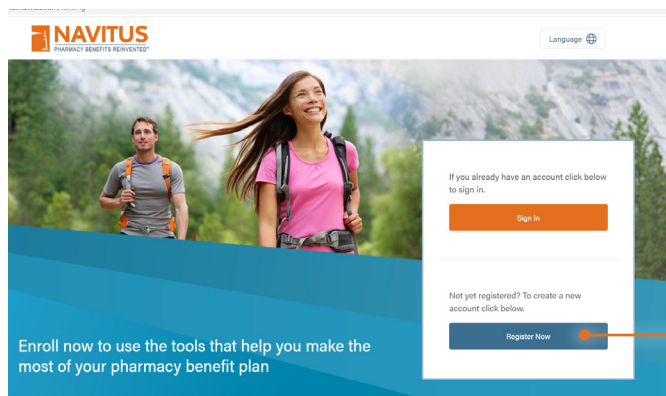 NAVITUS
PHARMACY BENEFITS REINVENTED™
Language
If you already have an account click below
to sign in.
Sign In
Not yet registered? To create a new
account click below.
Register Now
Enroll now to use the tools that help you make the
most of your pharmacy benefit plan